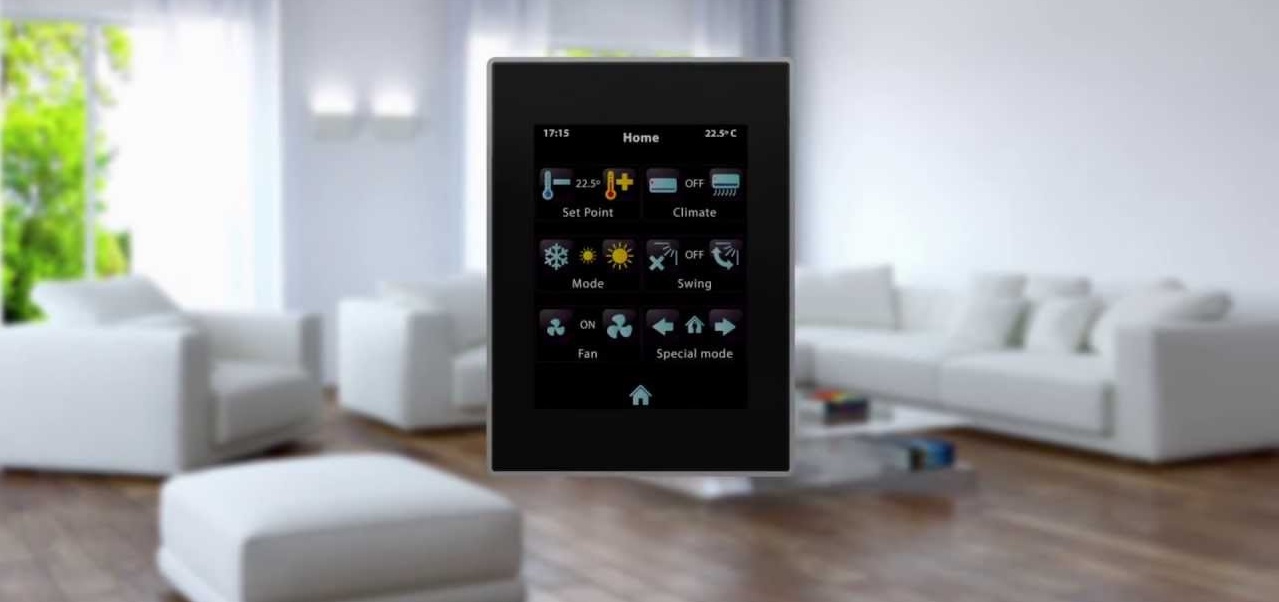 17:15 Home 22.5° C
22.5° OFF
Set Point Climate
OFF
Mode Swing
ON
Fan Special mode